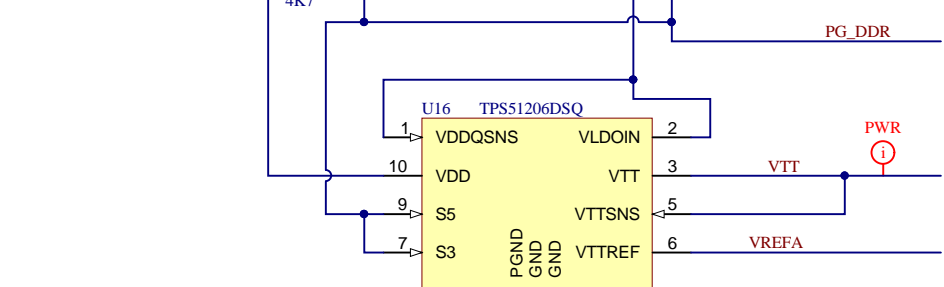 4K7
PG_DDR
U16 TPS51206DSQ
PWR
i
1 VDDQSNS VLDOIN 2
10 VDD VTT 3 VTT
9 S5 VTTSNS 5
7 S3 PGND GND GND VTTREF 6 VREFA